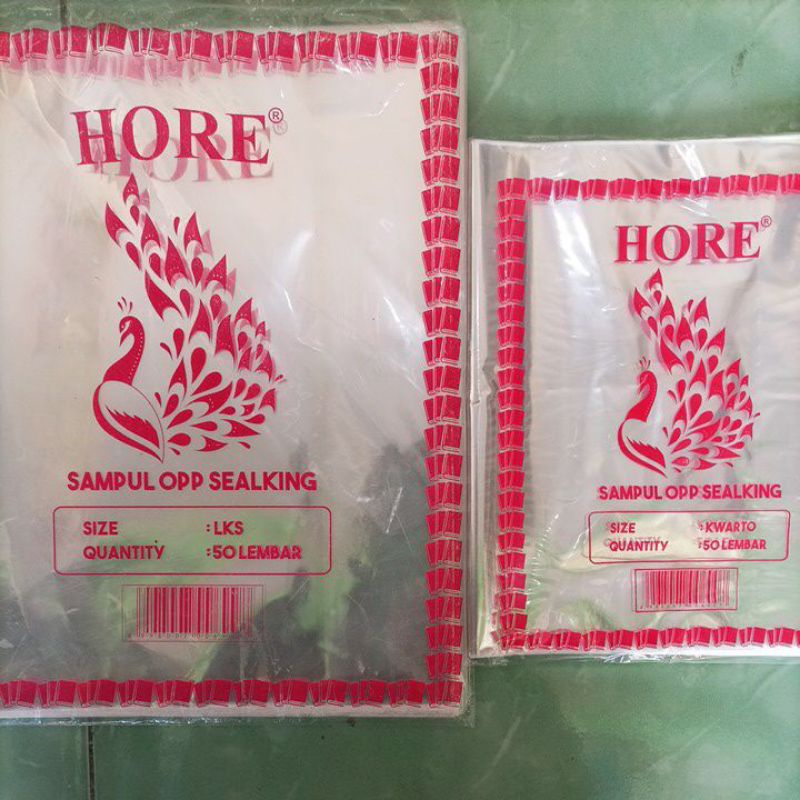 HORE®
SAMPUL OPP SEALKING
SIZE : LKS
QUANTITY : 50 LEMBAR
HORE®
SAMPUL OPP SEALKING
SIZE : KWARTO
QUANTITY : 50 LEMBAR